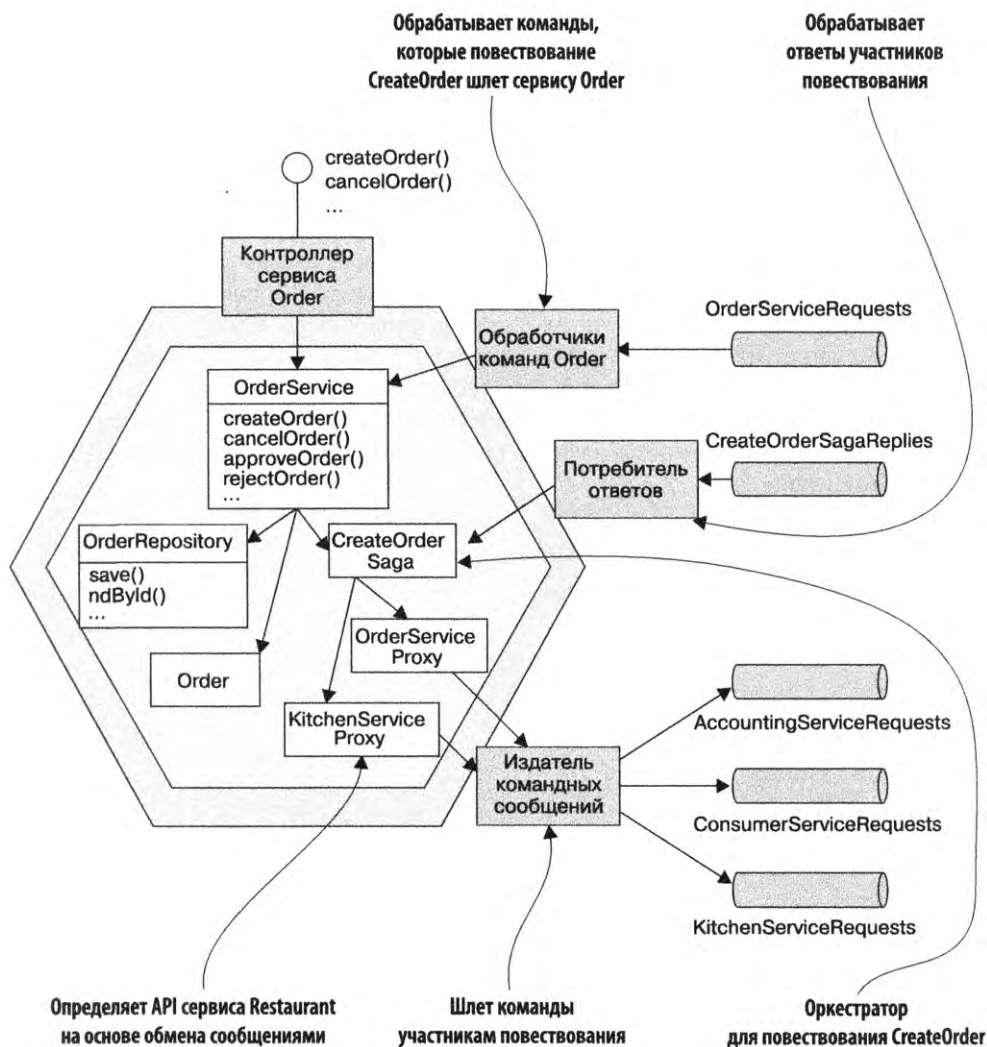 Обрабатывает команды,
которые повествование
CreateOrder шлет сервису Order
Обрабатывает
ответы участников
повествования
createOrder()
cancelOrder()
...
Контроллер
сервиса
Order
OrderServiceRequests
Обработчики
команд Order
OrderService
createOrder()
cancelOrder()
approveOrder()
rejectOrder()
...
CreateOrderSagaReplies
Потребитель
ответов
OrderRepository
save()
ndById()
...
CreateOrder
Saga
OrderService
Proxy
Order
KitchenService
Proxy
AccountingServiceRequests
Издатель
командных
сообщений
ConsumerServiceRequests
KitchenServiceRequests
Определяет API сервиса Restaurant
на основе обмена сообщениями
Шлет команды
участникам повествования
Оркестратор
для повествования CreateOrder